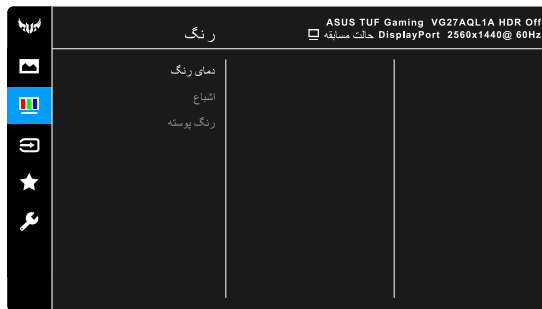 ASUS TUF Gaming VG27AQL1A HDR Off
حالت مسابقه DisplayPort 2560x1440@ 60Hz
رنگ
دمای رنگ
اشباع
رنگ پوسته